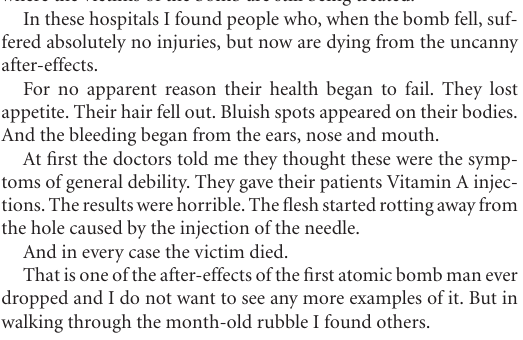 where the victims of the bomb are still being treated.
In these hospitals I found people who, when the bomb fell, suf-
fered absolutely no injuries, but now are dying from the uncanny
after-effects.
For no apparent reason their health began to fail. They lost
appetite. Their hair fell out. Bluish spots appeared on their bodies.
And the bleeding began from the ears, nose and mouth.
At first the doctors told me they thought these were the symp-
toms of general debility. They gave their patients Vitamin A injec-
tions. The results were horrible. The flesh started rotting away from
the hole caused by the injection of the needle.
And in every case the victim died.
That is one of the after-effects of the first atomic bomb man ever
dropped and I do not want to see any more examples of it. But in
walking through the month-old rubble I found others.